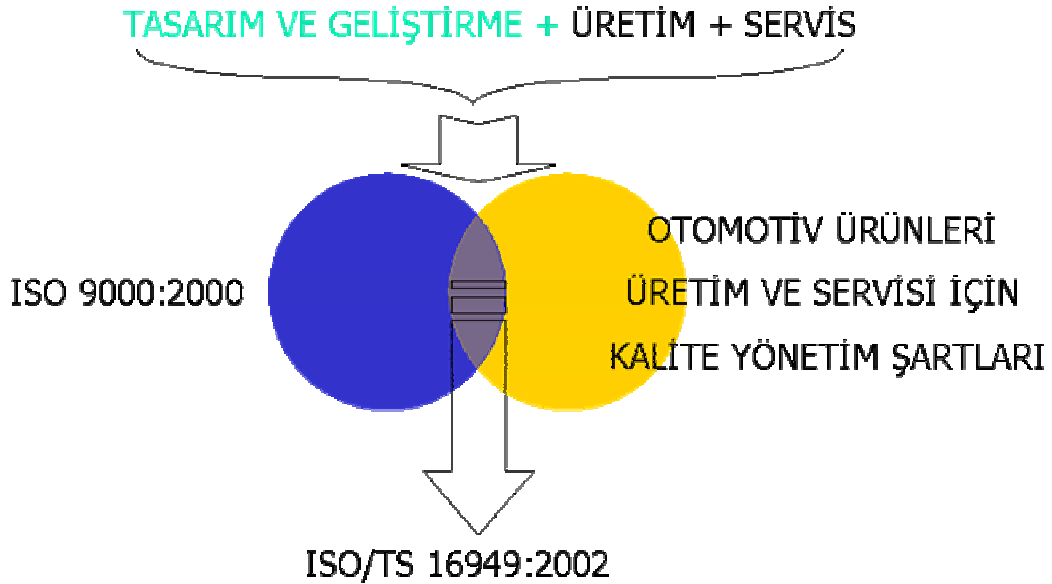 TASARIM VE GELİŞTİRME + ÜRETİM + SERVİS
OTOMOTİV ÜRÜNLERİ
ISO 9000:2000
ÜRETİM VE SERVİSİ İÇİN
KALİTE YÖNETİM ŞARTLARI
ISO/TS 16949:2002